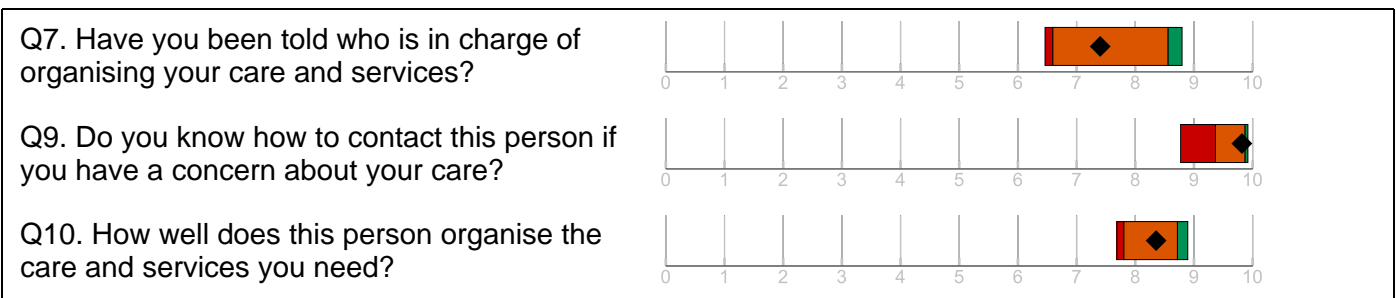 Q7. Have you been told who is in charge of
organising your care and services?
0 1 2 3 4 5 6 7 8 9 10
Q9. Do you know how to contact this person if
you have a concern about your care?
0 1 2 3 4 5 6 7 8 9 10
Q10. How well does this person organise the
care and services you need?
0 1 2 3 4 5 6 7 8 9 10